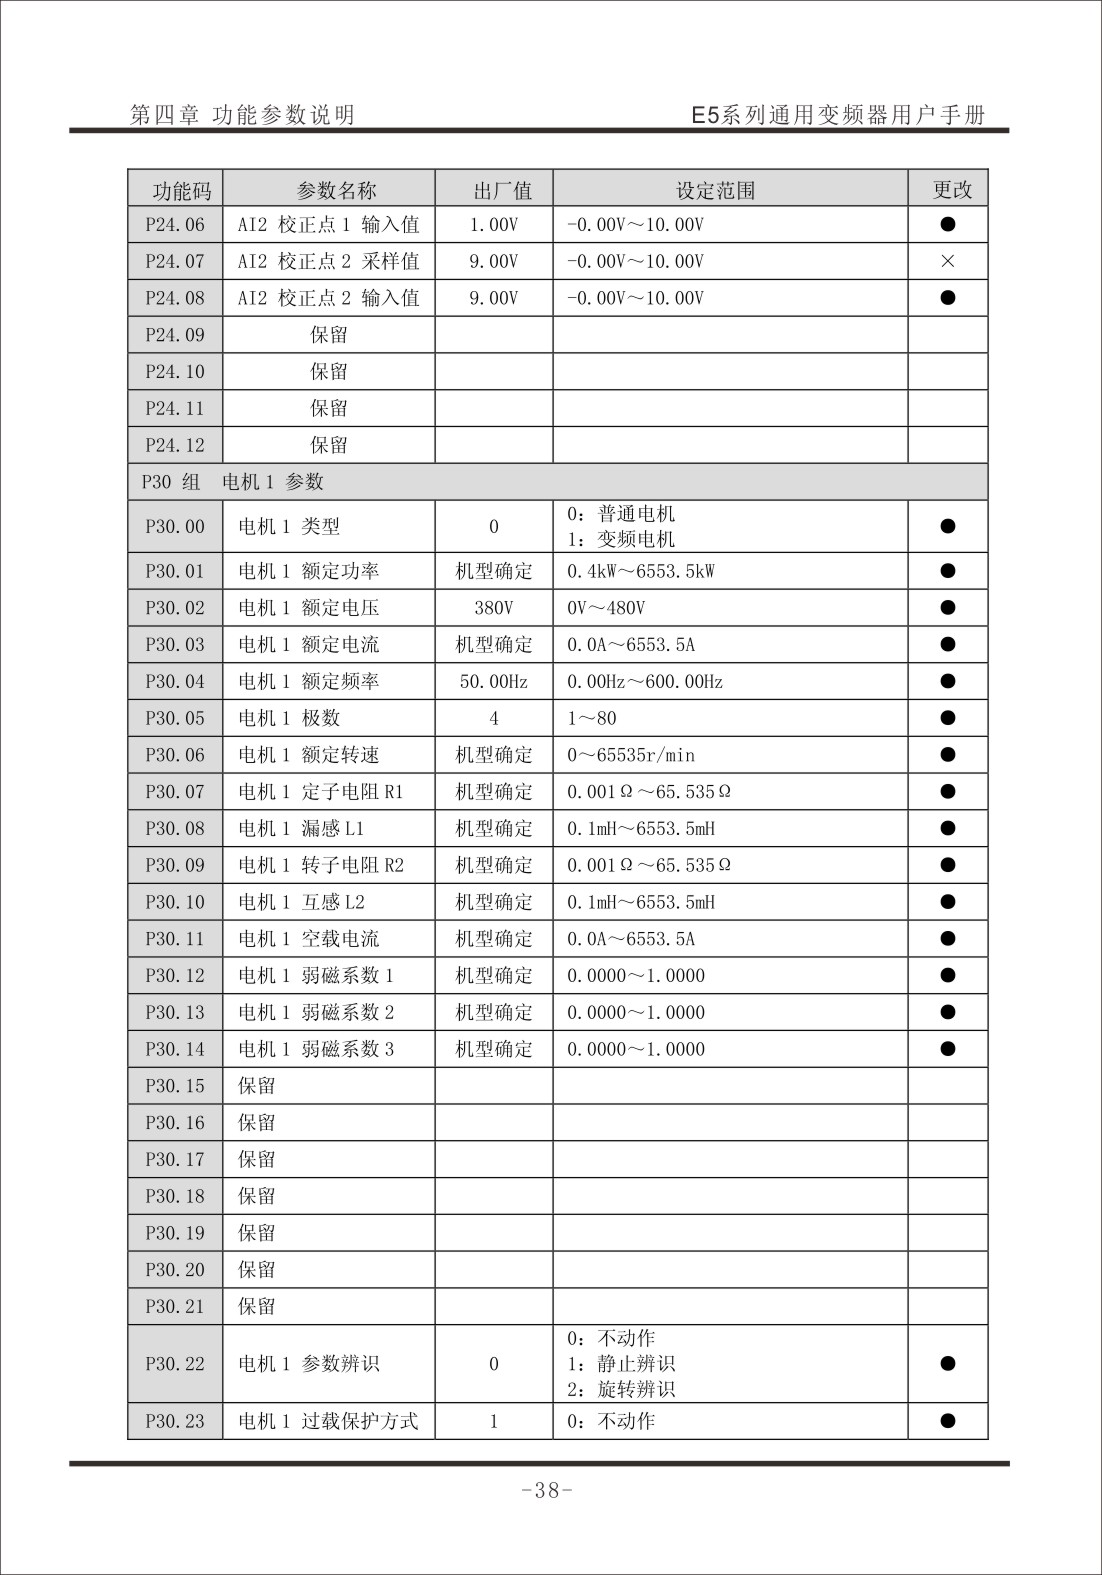 第四章 功能参数说明 E5系列通用变频器用户手册
功能码 参数名称 出厂值 设定范围 更改
P24.06 AI2 校正点 1 输入值 1.00V -0.00V～10.00V ●
P24.07 AI2 校正点 2 采样值 9.00V -0.00V～10.00V ×
P24.08 AI2 校正点 2 输入值 9.00V -0.00V～10.00V ●
P24.09 保留
P24.10 保留
P24.11 保留
P24.12 保留
P30 组 电机 1 参数
P30.00 电机 1 类型 0 0: 普通电机 ●
1: 变频电机
P30.01 电机 1 额定功率 机型确定 0.4kW～6553.5kW ●
P30.02 电机 1 额定电压 380V 0V～480V ●
P30.03 电机 1 额定电流 机型确定 0.0A～6553.5A ●
P30.04 电机 1 额定频率 50.00Hz 0.00Hz～600.00Hz ●
P30.05 电机 1 极数 4 1～80 ●
P30.06 电机 1 额定转速 机型确定 0～65535r/min ●
P30.07 电机 1 定子电阻 R1 机型确定 0.001Ω～65.535Ω ●
P30.08 电机 1 漏感 L1 机型确定 0.1mH～6553.5mH ●
P30.09 电机 1 转子电阻 R2 机型确定 0.001Ω～65.535Ω ●
P30.10 电机 1 互感 L2 机型确定 0.1mH～6553.5mH ●
P30.11 电机 1 空载电流 机型确定 0.0A～6553.5A ●
P30.12 电机 1 弱磁系数 1 机型确定 0.0000～1.0000 ●
P30.13 电机 1 弱磁系数 2 机型确定 0.0000～1.0000 ●
P30.14 电机 1 弱磁系数 3 机型确定 0.0000～1.0000 ●
P30.15 保留
P30.16 保留
P30.17 保留
P30.18 保留
P30.19 保留
P30.20 保留
P30.21 保留
P30.22 电机 1 参数辨识 0 0: 不动作 ●
1: 静止辨识
2: 旋转辨识
P30.23 电机 1 过载保护方式 1 0: 不动作 ●
-38-